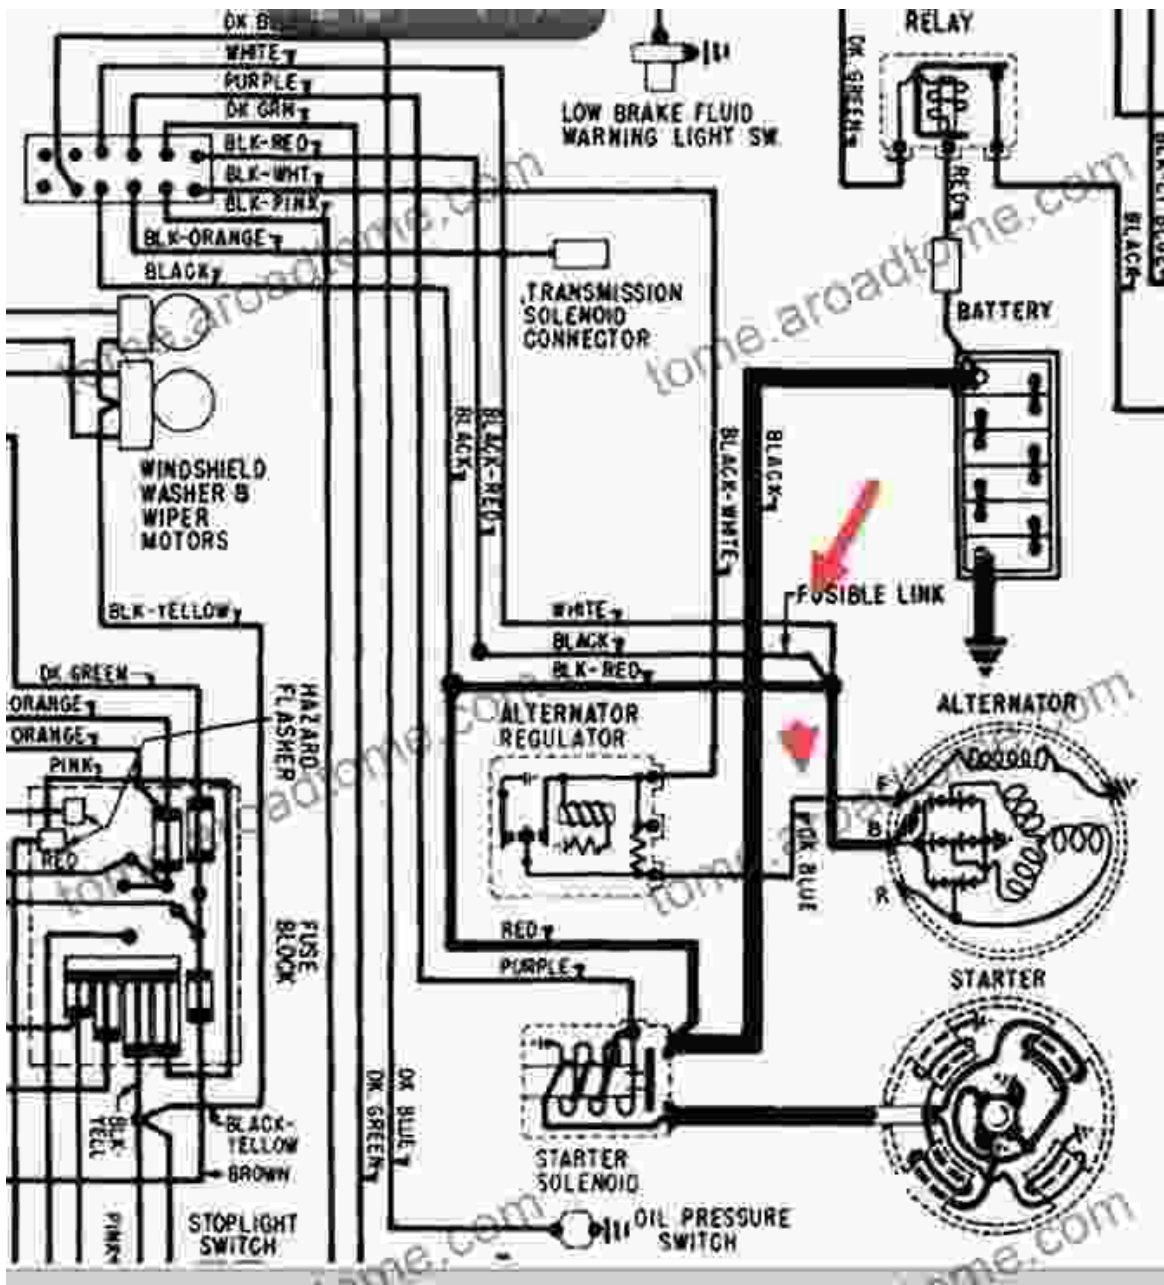 DK BL
WHITE
PURPLE
DK GRN
BLK-RED
BLK-WHT
BLK-PINK
BLK-ORANGE
BLACK
LOW BRAKE FLUID
WARNING LIGHT SW.
RELAY
DK GREEN
RED
BLACK
BATTERY
TRANSMISSION
SOLENOID
CONNECTOR
WINDSHIELD
WASHER &
WIPER
MOTORS
BLACK
BLACK-RED
BLACK-WHITE
BLACK
FUSIBLE LINK
BLK-YELLOW
WHITE
BLACK
BLK-RED
DK GREEN
ORANGE
ORANGE
PINK
RED
HAZARD
FLASHER
FUSE
BLOCK
ALTERNATOR
REGULATOR
ALTERNATOR
F
B
R
DK BLUE
RED
PURPLE
STARTER
STARTER
SOLENOID
DK GREEN
DK BLUE
BLK-
YELL
BLACK-
YELLOW
BROWN
PINK
STOPLIGHT
SWITCH
OIL PRESSURE
SWITCH
tome.aroadtome.com
tome.aroadtome.com